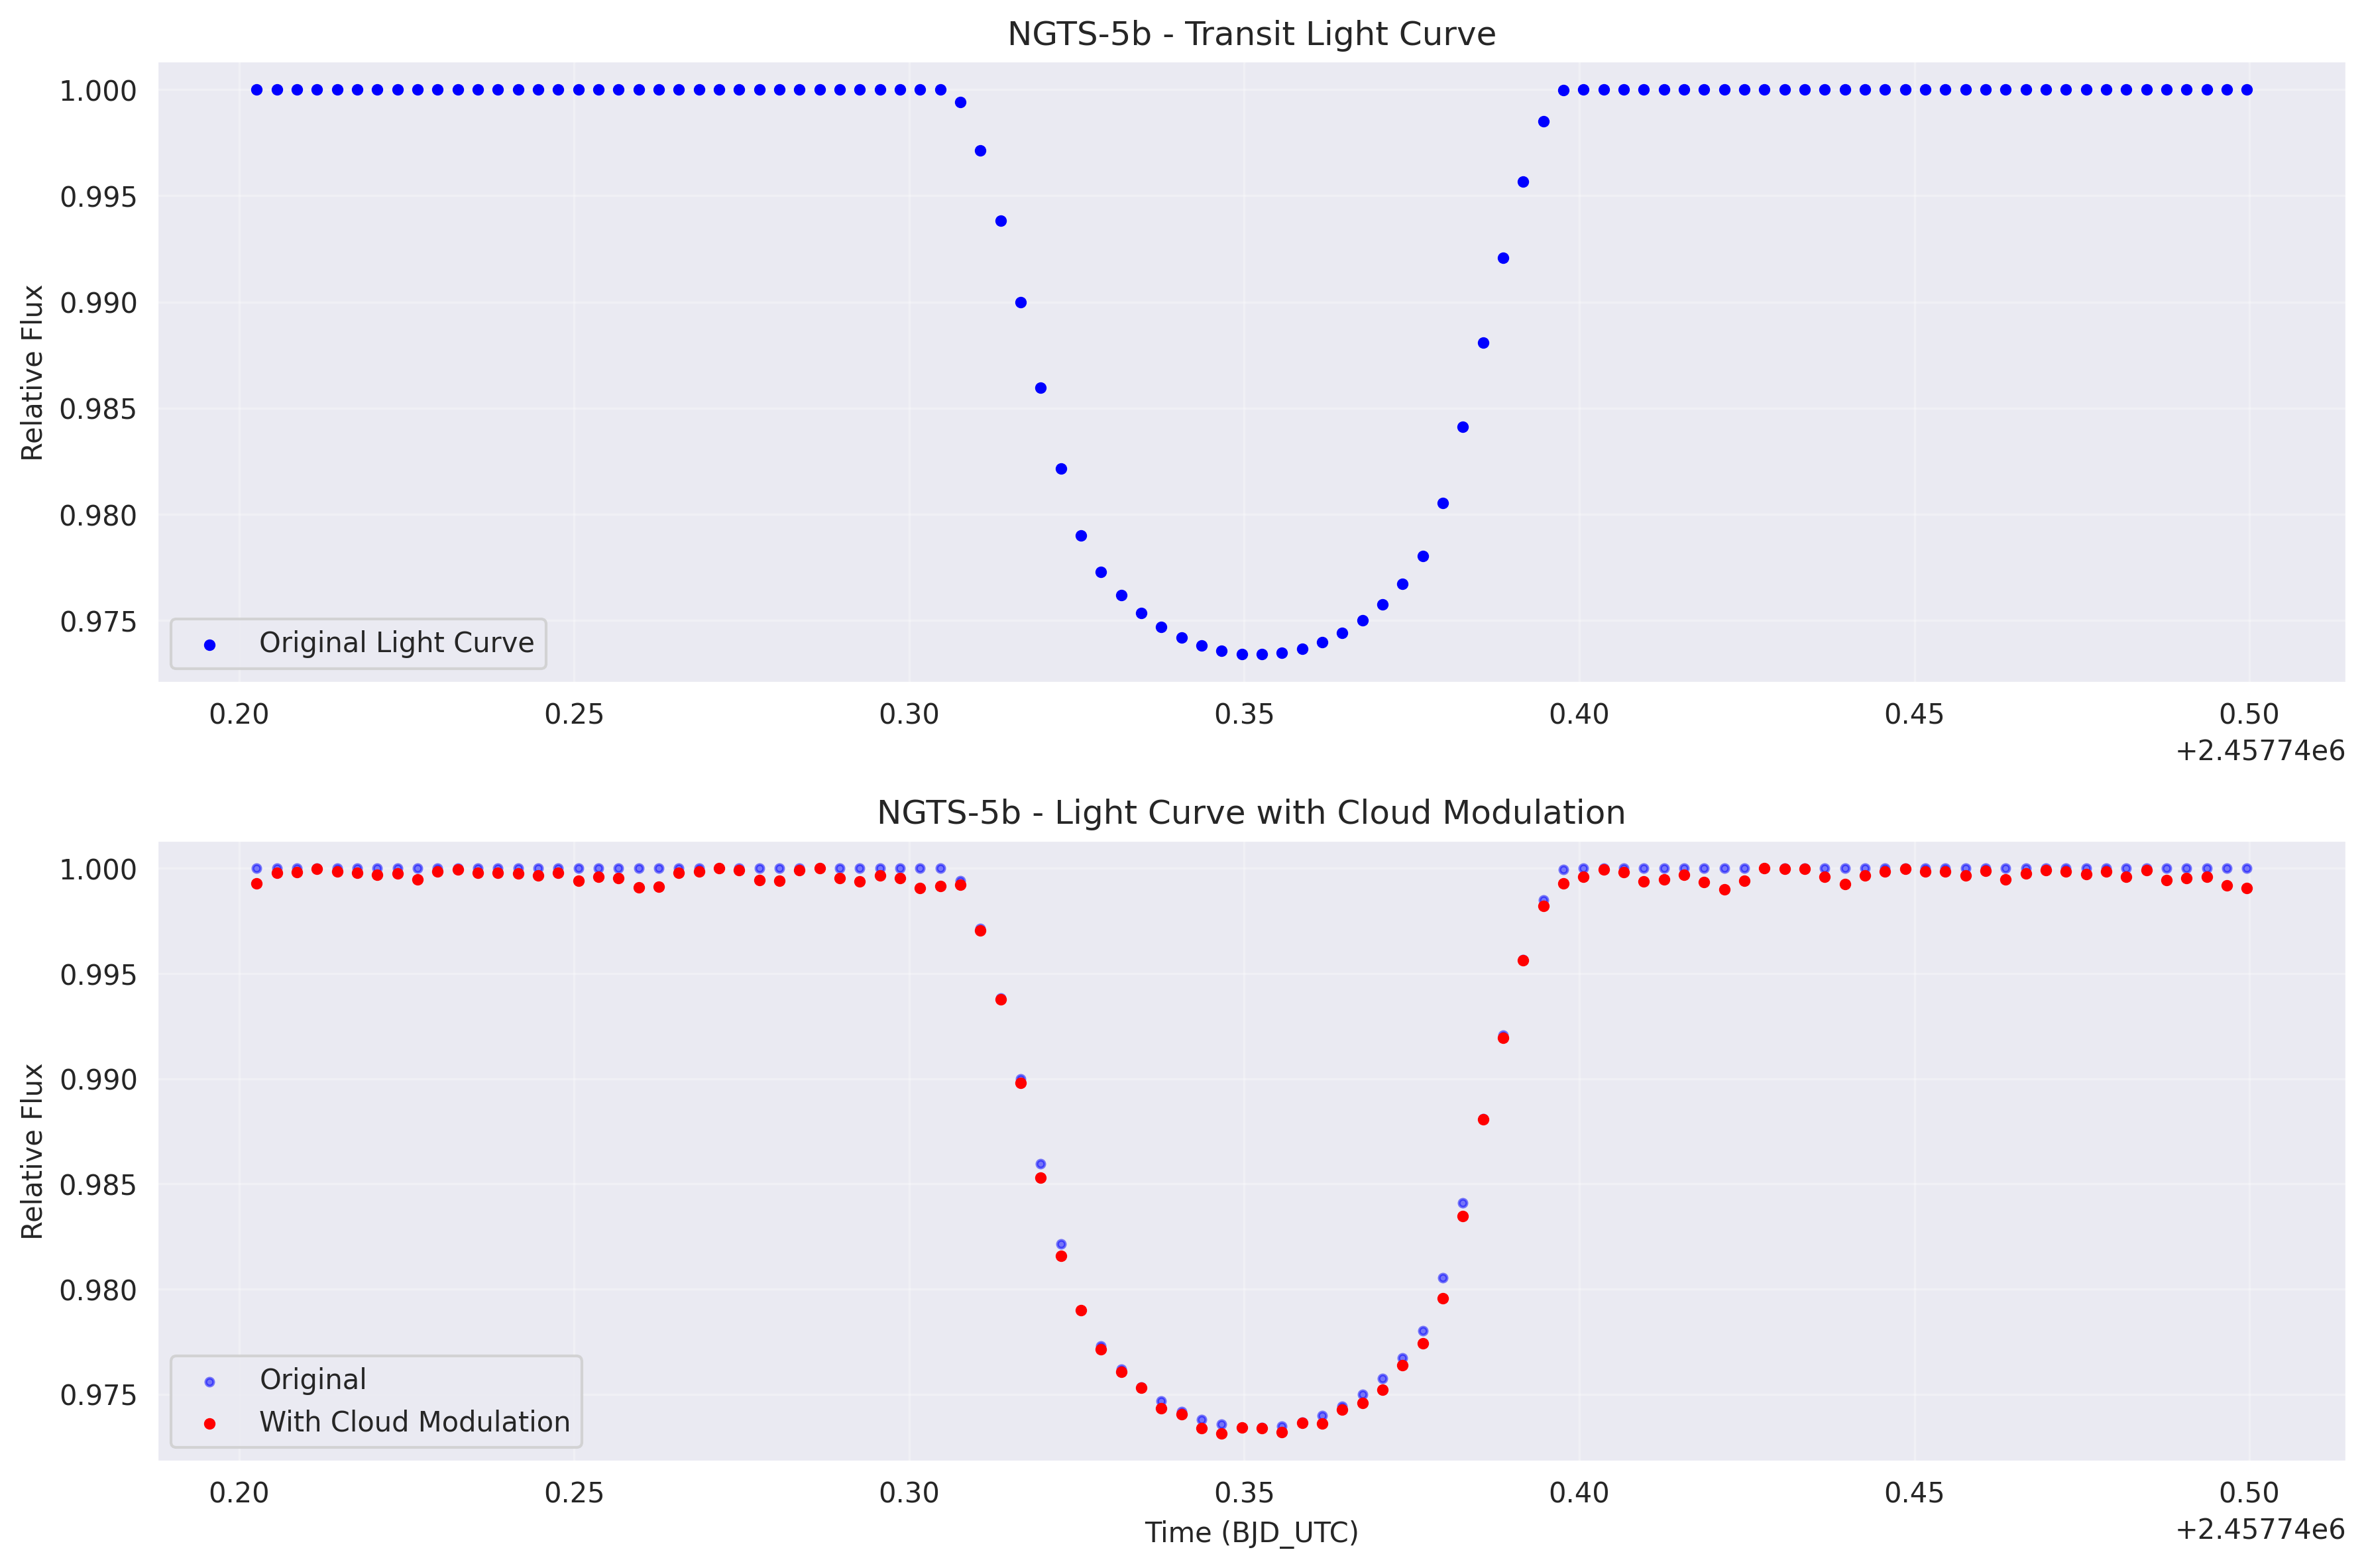 NGTS-5b - Transit Light Curve
Relative Flux
1.000
0.995
0.990
0.985
0.980
0.975
Original Light Curve
0.20 0.25 0.30 0.35 0.40 0.45 0.50
+2.45774e6
NGTS-5b - Light Curve with Cloud Modulation
Relative Flux
1.000
0.995
0.990
0.985
0.980
0.975
Original
With Cloud Modulation
0.20 0.25 0.30 0.35 0.40 0.45 0.50
+2.45774e6
Time (BJD_UTC)